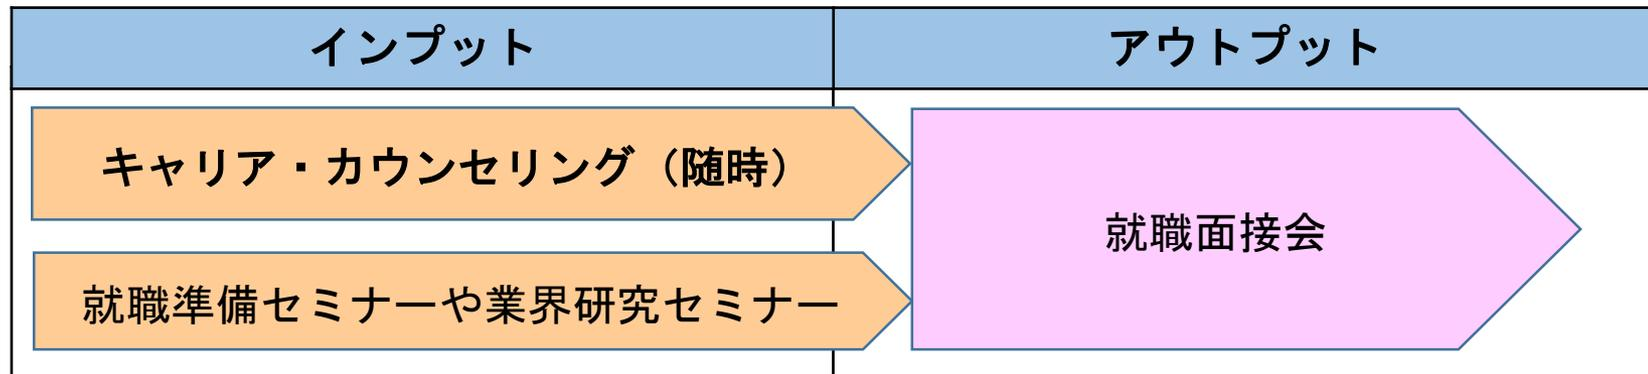 インプット
アウトプット
キャリア・カウンセリング（随時）
就職準備セミナーや業界研究セミナー
就職面接会